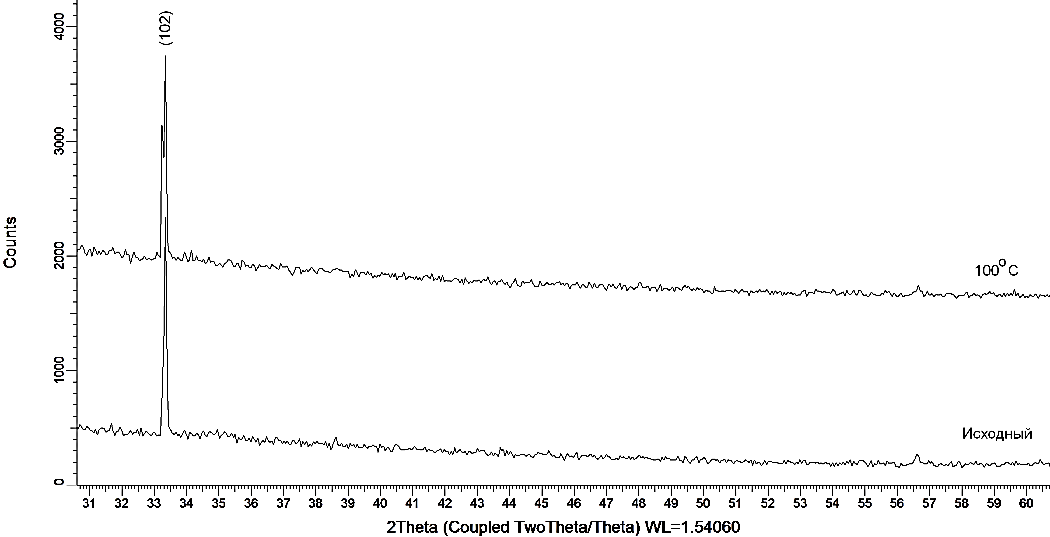 (102)
4000
3000
2000
1000
0
Counts
100°C
Исходный
31 32 33 34 35 36 37 38 39 40 41 42 43 44 45 46 47 48 49 50 51 52 53 54 55 56 57 58 59 60
2Theta (Coupled TwoTheta/Theta) WL=1.54060